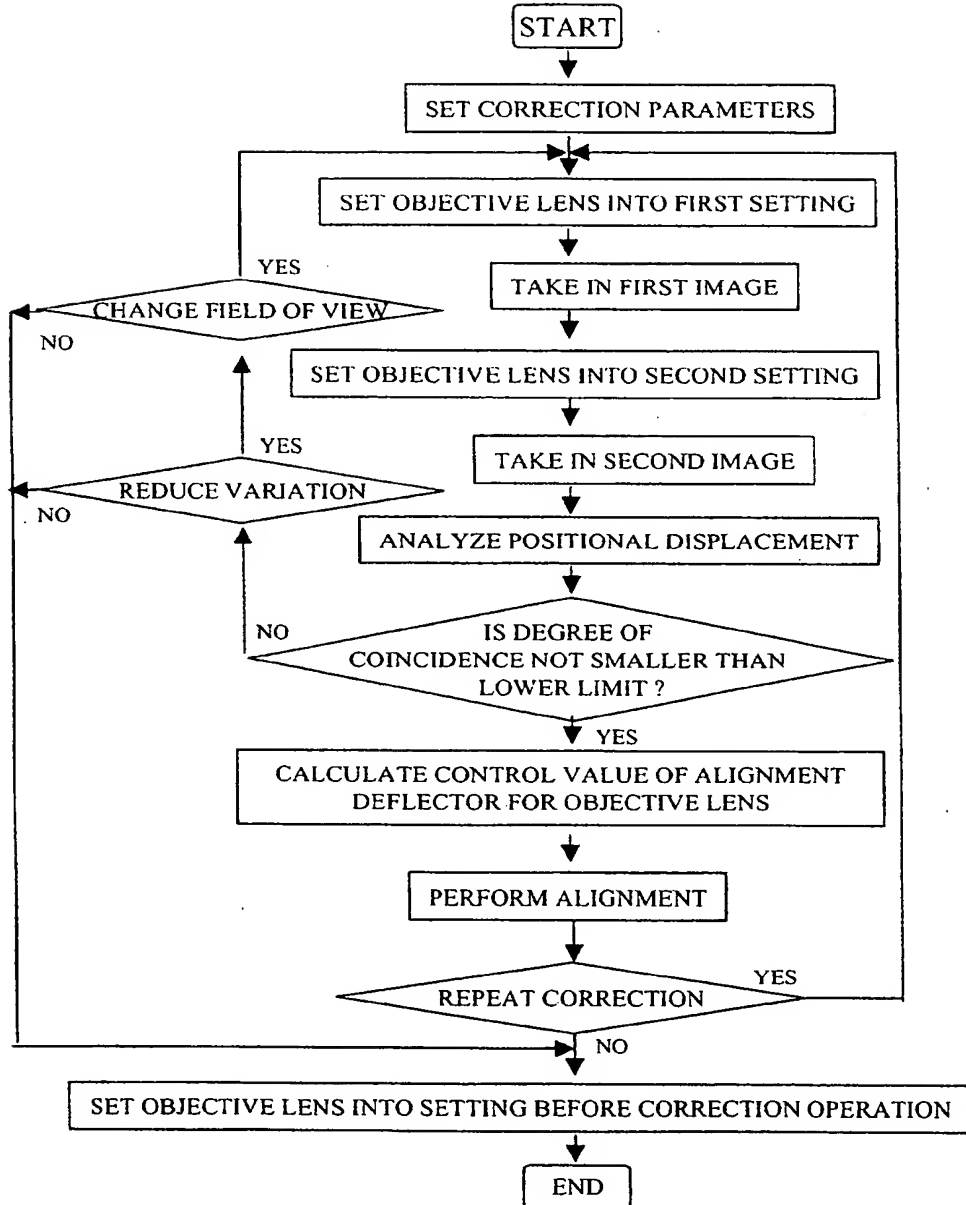 START
SET CORRECTION PARAMETERS
SET OBJECTIVE LENS INTO FIRST SETTING
YES
TAKE IN FIRST IMAGE
CHANGE FIELD OF VIEW
NO
SET OBJECTIVE LENS INTO SECOND SETTING
YES
TAKE IN SECOND IMAGE
REDUCE VARIATION
NO
ANALYZE POSITIONAL DISPLACEMENT
NO
IS DEGREE OF
COINCIDENCE NOT SMALLER THAN
LOWER LIMIT ?
YES
CALCULATE CONTROL VALUE OF ALIGNMENT
DEFLECTOR FOR OBJECTIVE LENS
PERFORM ALIGNMENT
YES
REPEAT CORRECTION
NO
SET OBJECTIVE LENS INTO SETTING BEFORE CORRECTION OPERATION
END